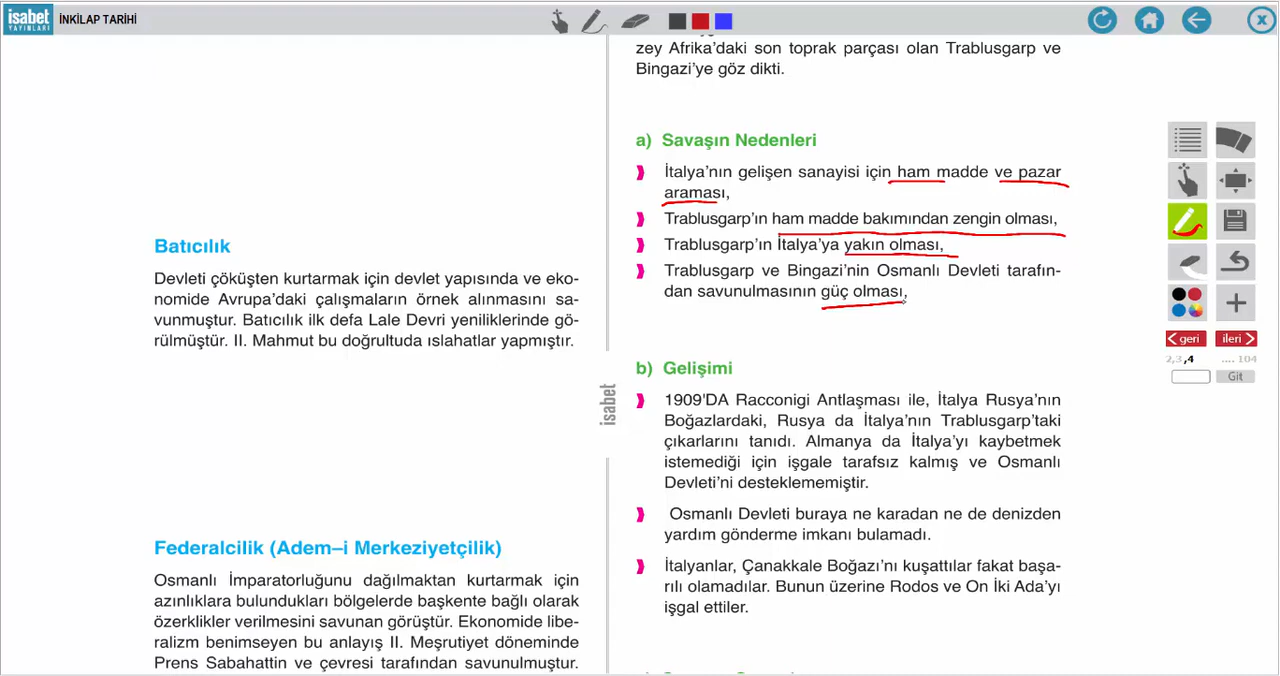 isabet
YAYINLARI
İNKİLAP TARİHİ
Batıcılık
Devleti çöküşten kurtarmak için devlet yapısında ve eko-
nomide Avrupa’daki çalışmaların örnek alınmasını sa-
vunmuştur. Batıcılık ilk defa Lale Devri yeniliklerinde gö-
rülmüştür. II. Mahmut bu doğrultuda ıslahatlar yapmıştır.
Federalcilik (Adem–i Merkeziyetçilik)
Osmanlı İmparatorluğunu dağılmaktan kurtarmak için
azınlıklara bulundukları bölgelerde başkente bağlı olarak
özerklikler verilmesini savunan görüştür. Ekonomide libe-
ralizm benimseyen bu anlayış II. Meşrutiyet döneminde
Prens Sabahattin ve çevresi tarafından savunulmuştur.
isabet
zey Afrika’daki son toprak parçası olan Trablusgarp ve
Bingazi’ye göz dikti.
a) Savaşın Nedenleri
İtalya’nın gelişen sanayisi için ham madde ve pazar
araması,
Trablusgarp’ın ham madde bakımından zengin olması,
Trablusgarp’ın İtalya’ya yakın olması,
Trablusgarp ve Bingazi’nin Osmanlı Devleti tarafın-
dan savunulmasının güç olması,
b) Gelişimi
1909'DA Racconigi Antlaşması ile, İtalya Rusya’nın
Boğazlardaki, Rusya da İtalya’nın Trablusgarp’taki
çıkarlarını tanıdı. Almanya da İtalya’yı kaybetmek
istemediği için işgale tarafsız kalmış ve Osmanlı
Devleti’ni desteklememiştir.
Osmanlı Devleti buraya ne karadan ne de denizden
yardım gönderme imkanı bulamadı.
İtalyanlar, Çanakkale Boğazı’nı kuşattılar fakat başa-
rılı olamadılar. Bunun üzerine Rodos ve On İki Ada’yı
işgal ettiler.
geri
ileri
2,3,4
.... 104
Git